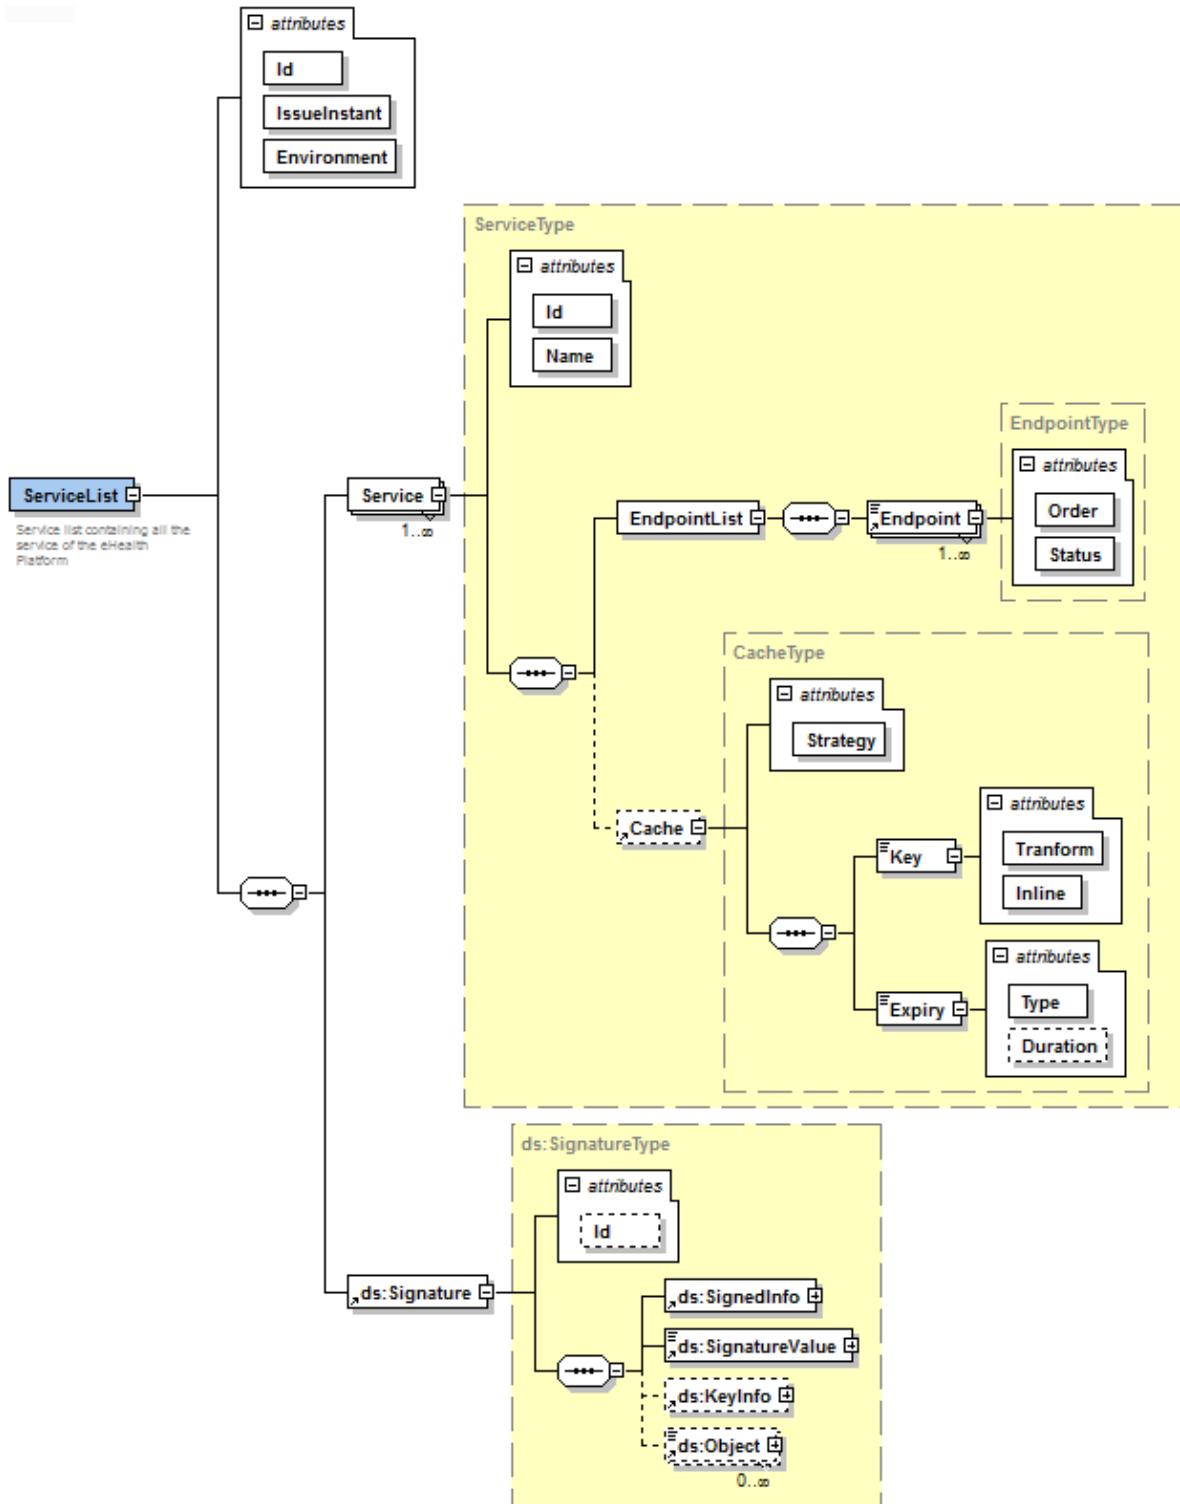 attributes
Id
IssueInstant
Environment
ServiceType
attributes
Id
Name
EndpointType
attributes
Order
Status
ServiceList
Service list containing all the
service of the eHealth
Platform
Service
1..∞
EndpointList
Endpoint
1..∞
CacheType
attributes
Strategy
Cache
attributes
Tranform
Inline
Key
attributes
Type
Duration
Expiry
ds:SignatureType
attributes
Id
ds:Signature
ds:SignedInfo
ds:SignatureValue
ds:KeyInfo
ds:Object
0..∞